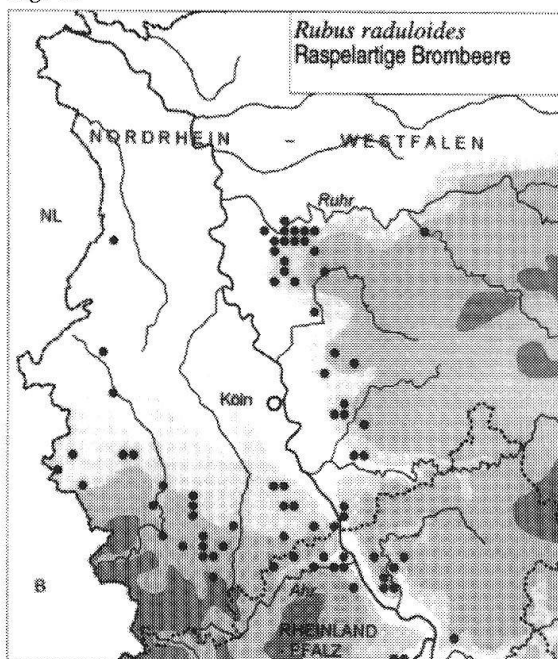 Rubus raduloides
Raspelartige Brombeere
NORDRHEIN – WESTFALEN
Ruhr
NL
Köln
B
Ahr
RHEINLAND
- PFALZ